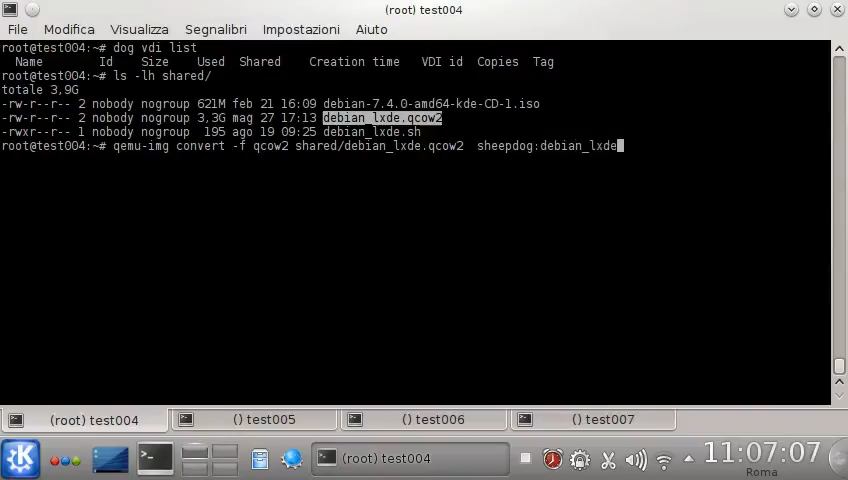 (root) test004
File Modifica Visualizza Segnalibri Impostazioni Aiuto
root@test004:~# dog vdi list
Name Id Size Used Shared Creation time VDI id Copies Tag
root@test004:~# ls -lh shared/
totale 3,9G
-rw-r--r-- 2 nobody nogroup 621M feb 21 16:09 debian-7.4.0-amd64-kde-CD-1.iso
-rw-r--r-- 2 nobody nogroup 3,3G mag 27 17:13 debian_lxde.qcow2
-rwxr--r-- 1 nobody nogroup 195 ago 19 09:25 debian_lxde.sh
root@test004:~# qemu-img convert -f qcow2 shared/debian_lxde.qcow2 sheepdog:debian_lxde
(root) test004 () test005 () test006 () test007
(root) test004 11:07:07
Roma